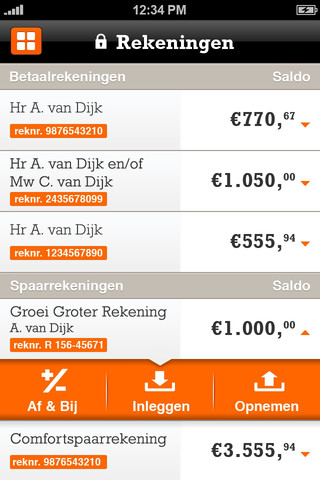 12:34 PM
Rekeningen
Betaalrekeningen Saldo
Hr A. van Dijk
reknr. 9876543210
€770,67
Hr A. van Dijk en/of
Mw C. van Dijk
reknr. 2435678099
€1.050,00
Hr A. van Dijk
reknr. 1234567890
€555,94
Spaarrekeningen Saldo
Groei Groter Rekening
A. van Dijk
reknr. R 156-45671
€1.000,00
Af & Bij Inleggen Opnemen
Comfortspaarrekening
reknr. 9876543210
€3.555,94